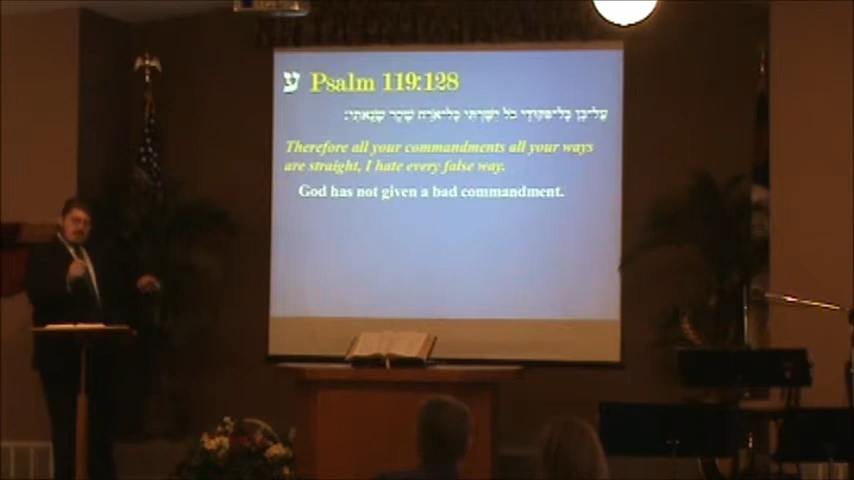 ע Psalm 119:128
עַל־כֵּן כָּל־פִּקּוּדֵי כֹל יִשָּׁרְתִּי כָּל־אֹרַח שֶׁקֶר שָׂנֵאתִי׃
Therefore all your commandments all your ways
are straight, I hate every false way.
God has not given a bad commandment.